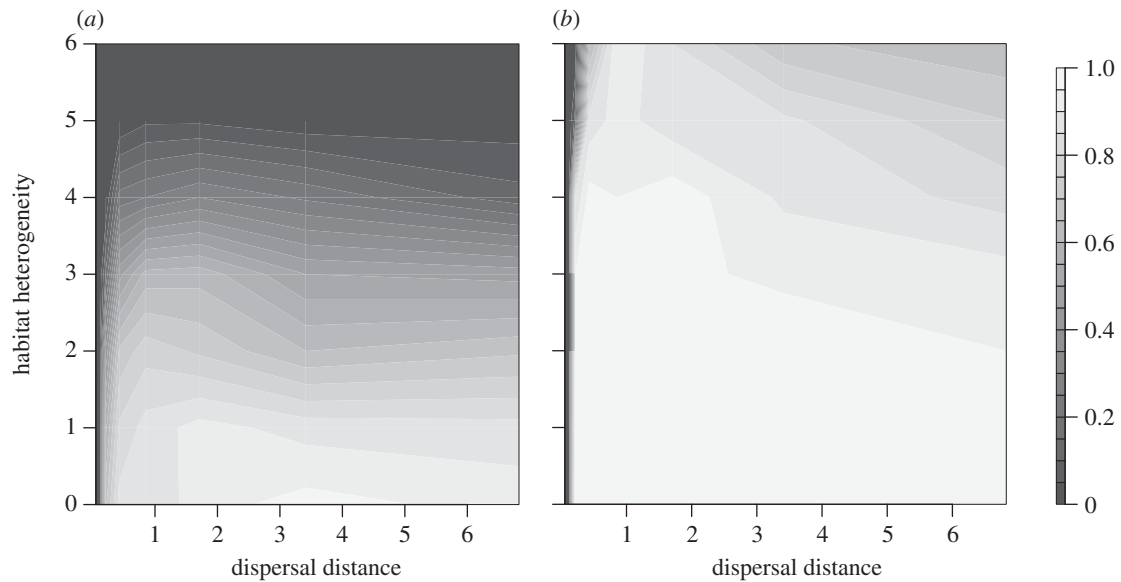 (a)
(b)
habitat heterogeneity
6
5
4
3
2
1
0
1 2 3 4 5 6
dispersal distance
1 2 3 4 5 6
dispersal distance
1.0
0.8
0.6
0.4
0.2
0